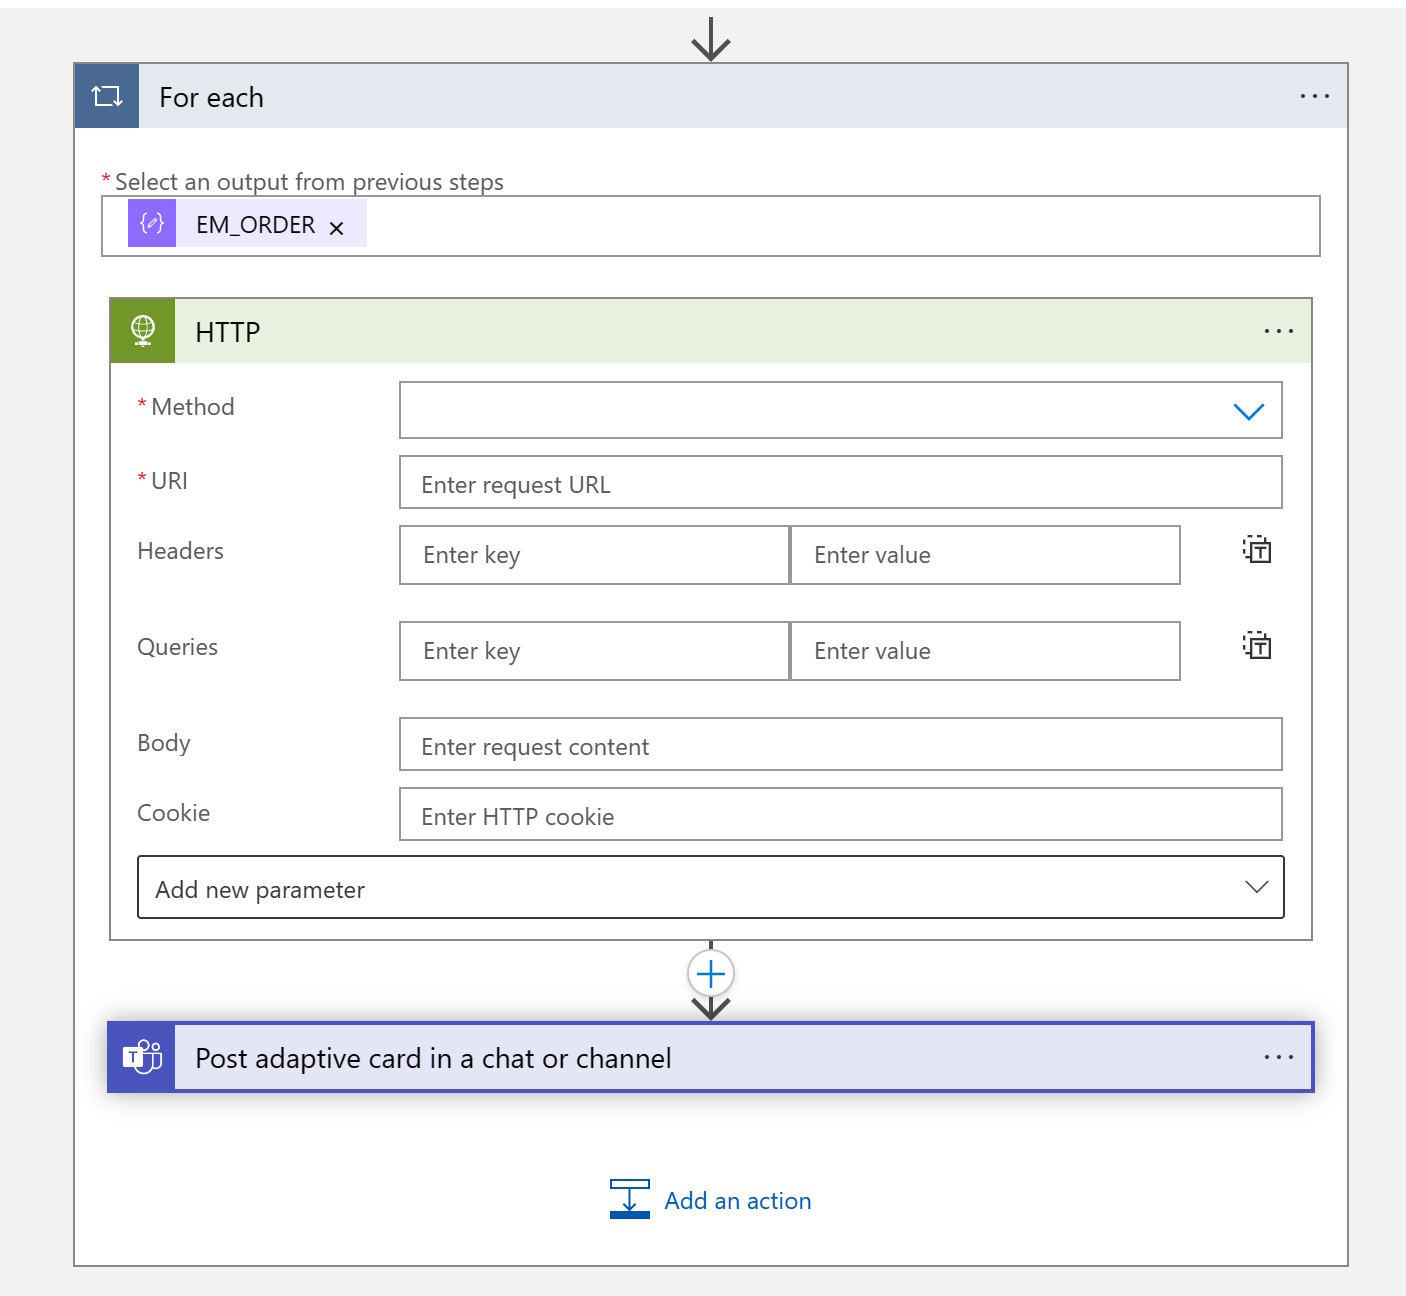 For each
...
* Select an output from previous steps
EM_ORDER ×
HTTP
...
* Method
* URI
Enter request URL
Headers
Enter key
Enter value
T
Queries
Enter key
Enter value
T
Body
Enter request content
Cookie
Enter HTTP cookie
Add new parameter
T
Post adaptive card in a chat or channel
...
Add an action